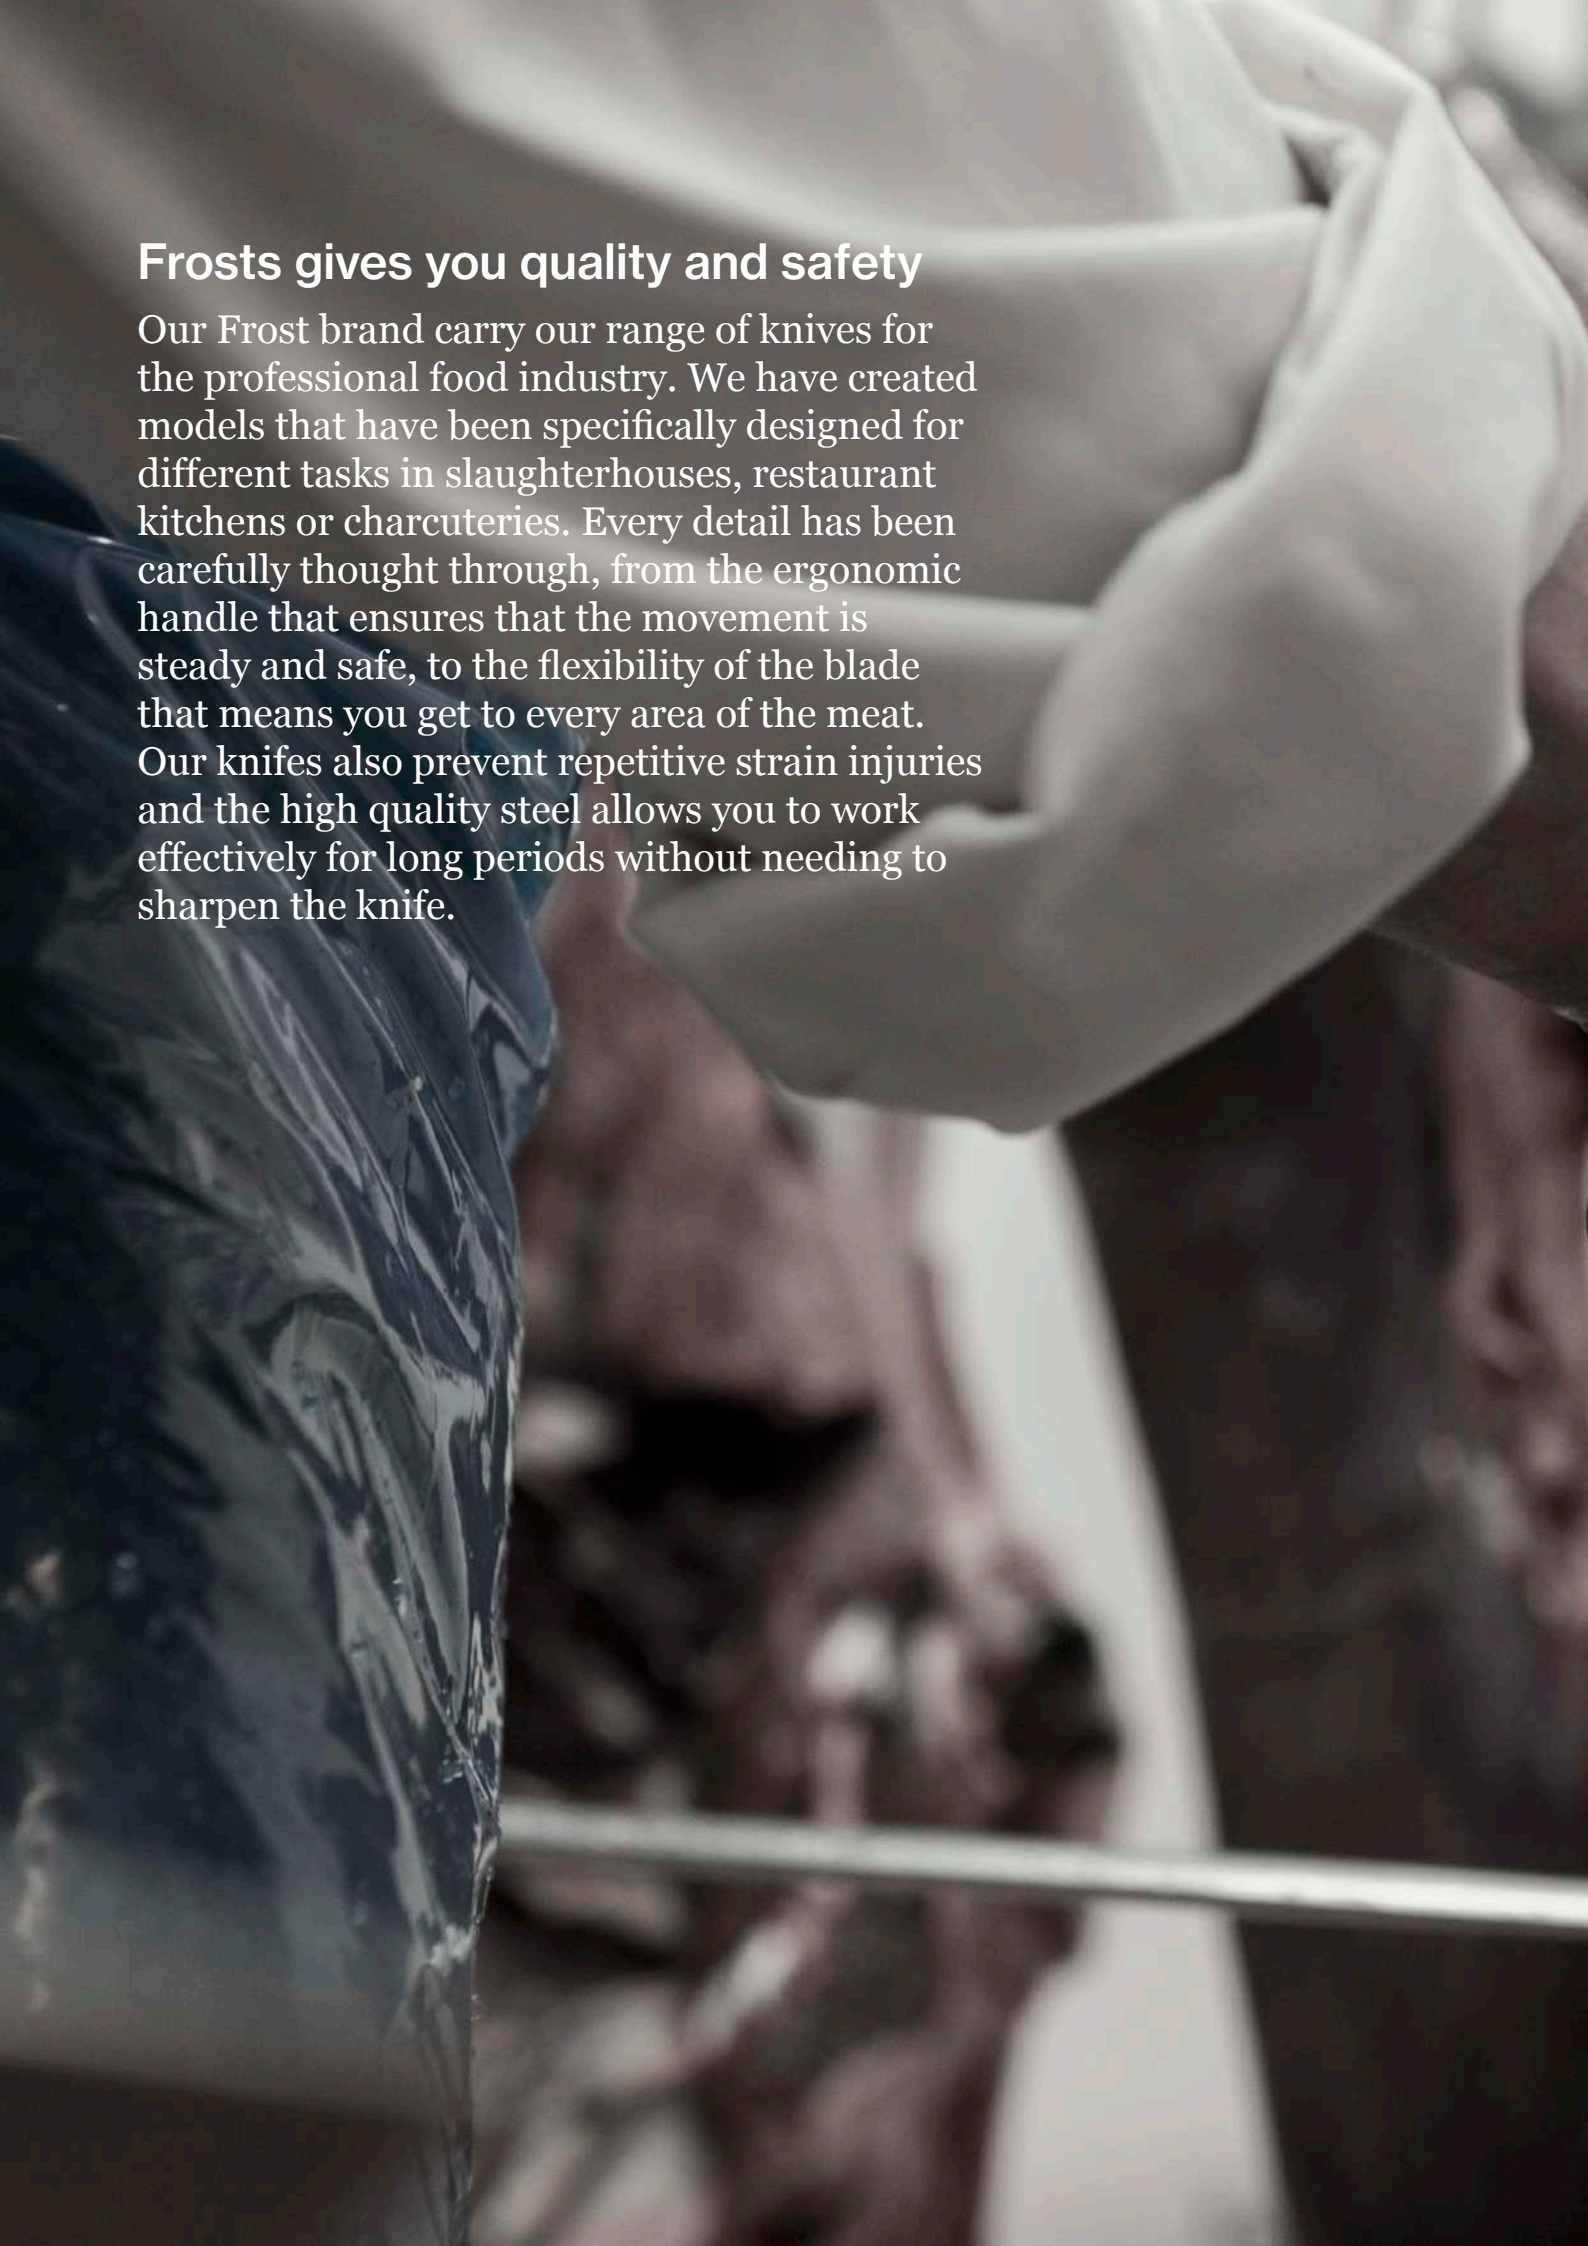 Frosts gives you quality and safety
Our Frost brand carry our range of knives for
the professional food industry. We have created
models that have been specifically designed for
different tasks in slaughterhouses, restaurant
kitchens or charcuteries. Every detail has been
carefully thought through, from the ergonomic
handle that ensures that the movement is
steady and safe, to the flexibility of the blade
that means you get to every area of the meat.
Our knifes also prevent repetitive strain injuries
and the high quality steel allows you to work
effectively for long periods without needing to
sharpen the knife.